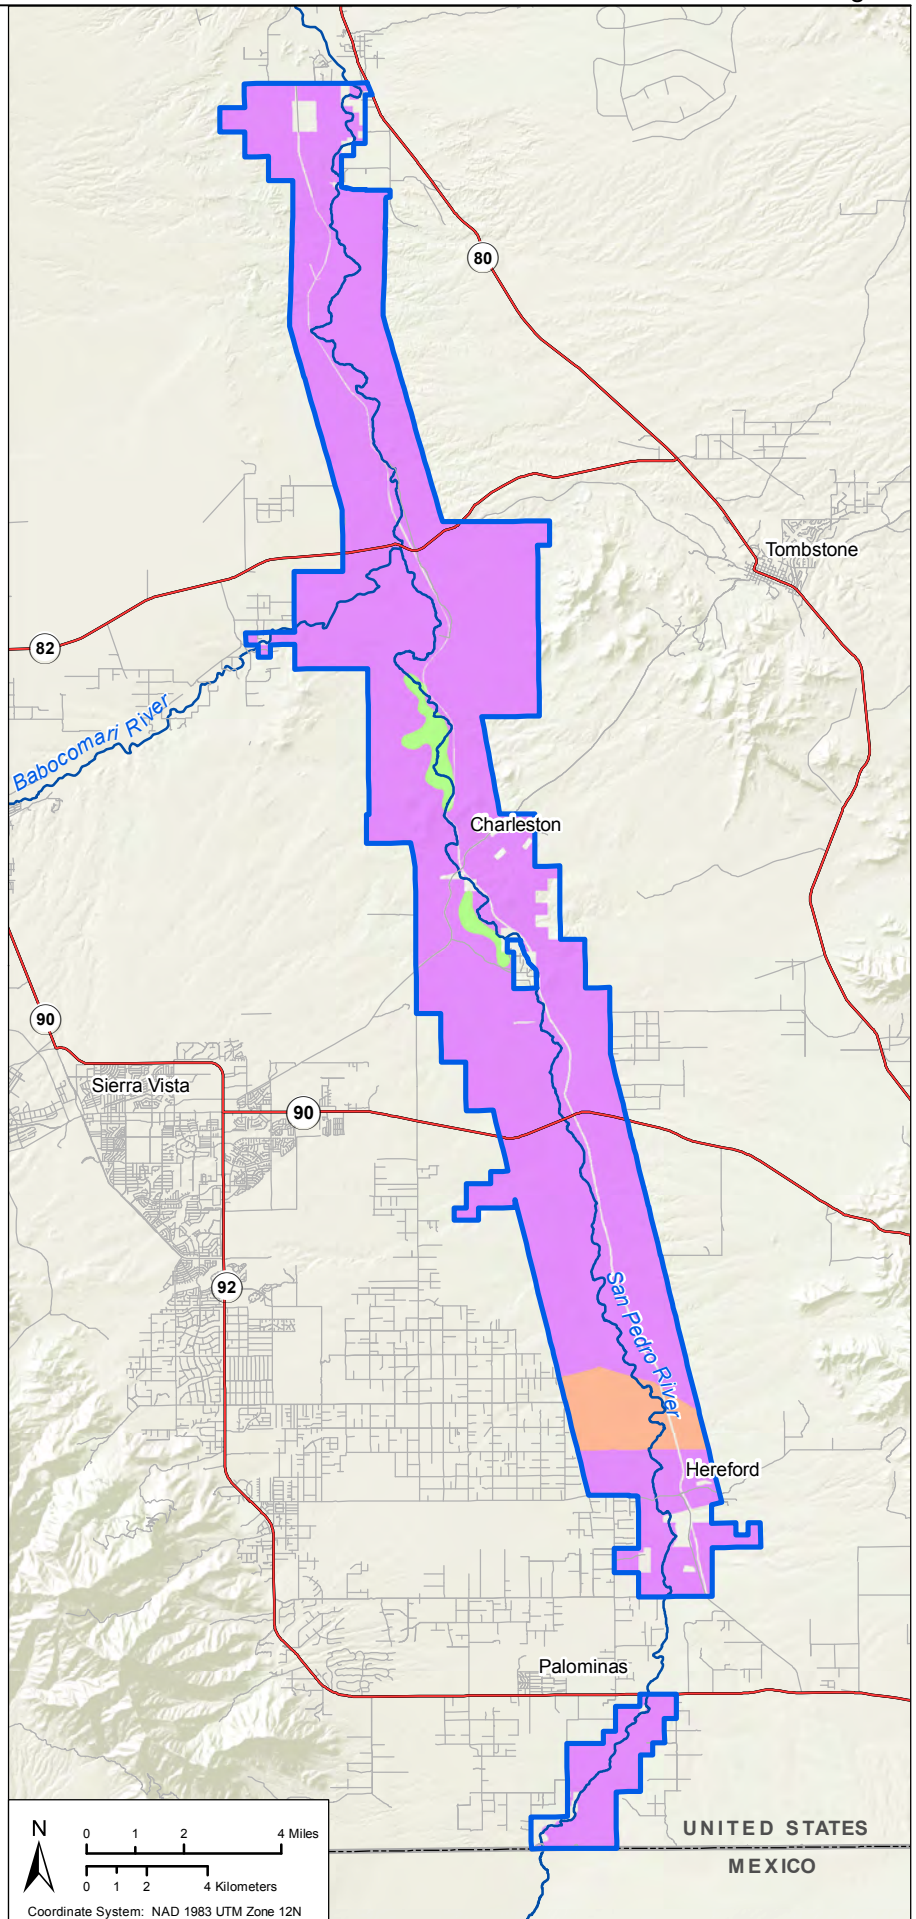 80
Tombstone
82
Babocomari River
Charleston
90
Sierra Vista
90
92
San Pedro River
Hereford
Palominas
UNITED STATES
MEXICO
N
0 1 2 4 Miles
0 1 2 4 Kilometers
Coordinate System: NAD 1983 UTM Zone 12N